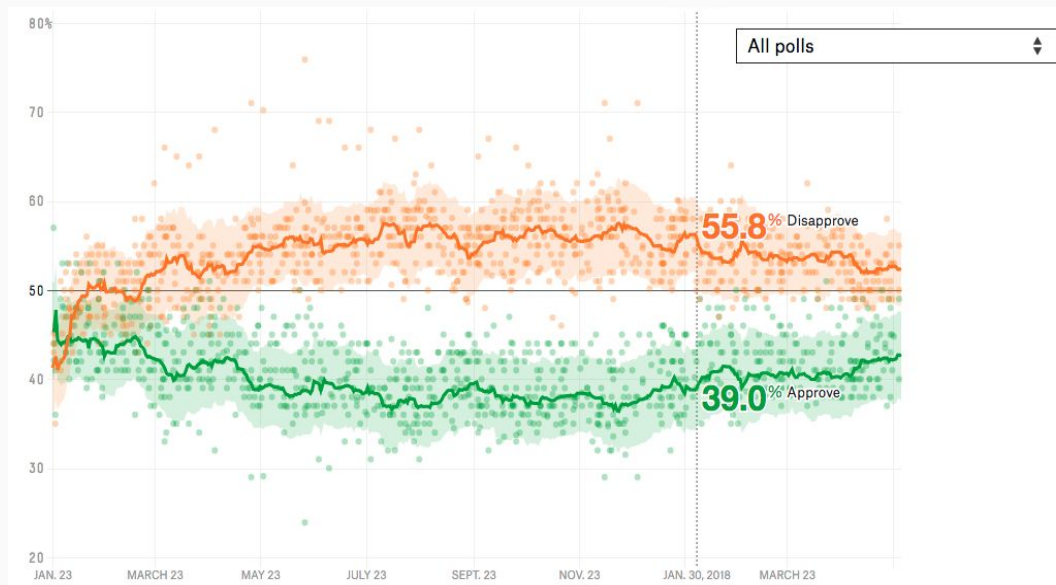 80%
All polls
70
60
55.8% Disapprove
50
40
39.0% Approve
30
20
JAN. 23 MARCH 23 MAY 23 JULY 23 SEPT. 23 NOV. 23 JAN. 30, 2018 MARCH 23